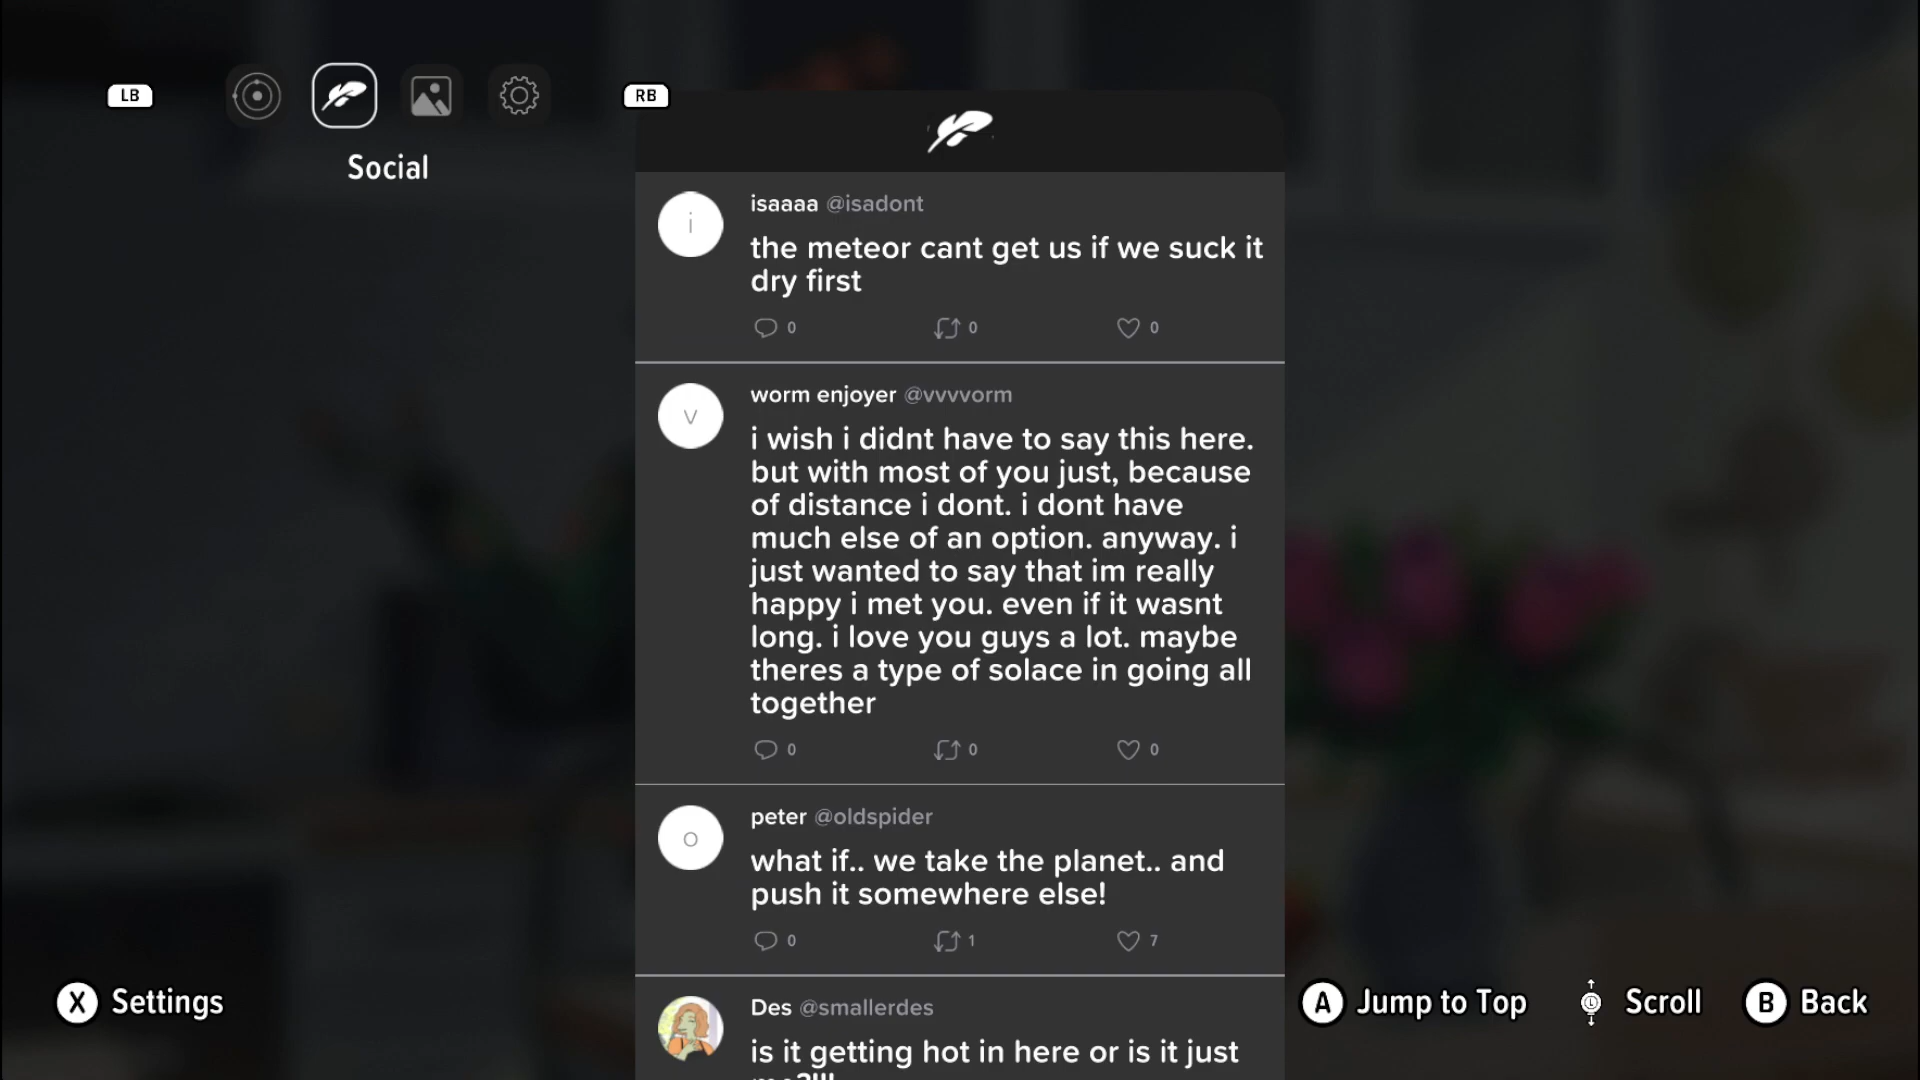 LB
RB
Social
i
isaaaa @isadont
the meteor cant get us if we suck it
dry first
0 0 0
v
worm enjoyer @vvvvorm
i wish i didnt have to say this here.
but with most of you just, because
of distance i dont. i dont have
much else of an option. anyway. i
just wanted to say that im really
happy i met you. even if it wasnt
long. i love you guys a lot. maybe
theres a type of solace in going all
together
0 0 0
o
peter @oldspider
what if.. we take the planet.. and
push it somewhere else!
0 1 7
Des @smallerdes
is it getting hot in here or is it just
me?!!!
X Settings
A Jump to Top
L Scroll
B Back